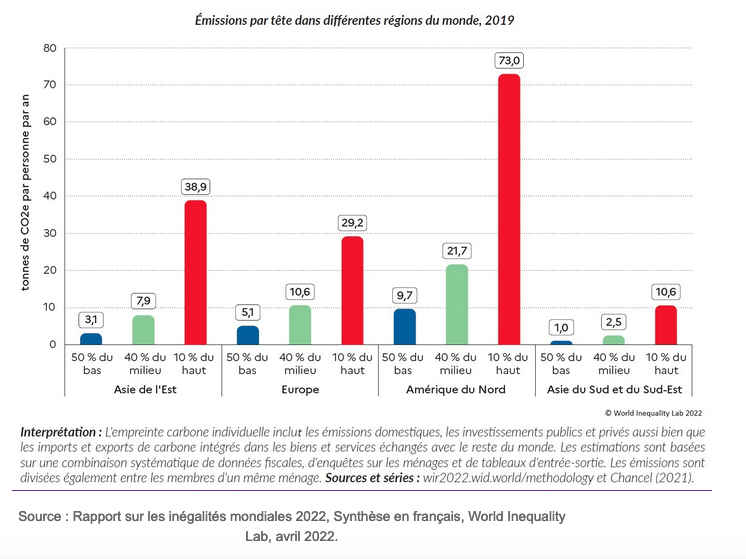 Émissions par tête dans différentes régions du monde, 2019
tonnes de CO2e par personne par an
80
70
60
50
40
30
20
10
0
3,1
7,9
38,9
5,1
10,6
29,2
9,7
21,7
73,0
1,0
2,5
10,6
50 % du bas
40 % du milieu
10 % du haut
50 % du bas
40 % du milieu
10 % du haut
50 % du bas
40 % du milieu
10 % du haut
50 % du bas
40 % du milieu
10 % du haut
Asie de l'Est
Europe
Amérique du Nord
Asie du Sud et du Sud-Est
© World Inequality Lab 2022
Interprétation : L'empreinte carbone individuelle inclut les émissions domestiques, les investissements publics et privés aussi bien que
les imports et exports de carbone intégrés dans les biens et services échangés avec le reste du monde. Les estimations sont basées
sur une combinaison systématique de données fiscales, d'enquêtes sur les ménages et de tableaux d'entrée-sortie. Les émissions sont
divisées également entre les membres d'un même ménage. Sources et séries : wir2022.wid.world/methodology et Chancel (2021).
Source : Rapport sur les inégalités mondiales 2022, Synthèse en français, World Inequality
Lab, avril 2022.